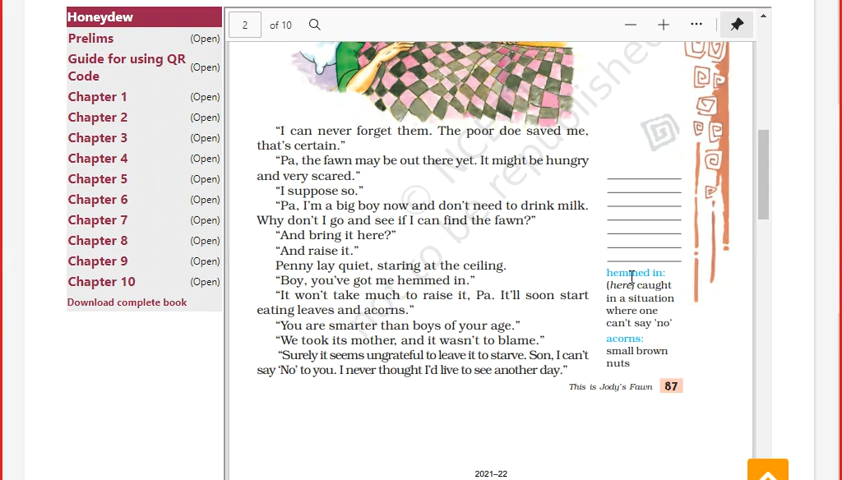 Honeydew
Prelims (Open)
Guide for using QR
Code (Open)
Chapter 1 (Open)
Chapter 2 (Open)
Chapter 3 (Open)
Chapter 4 (Open)
Chapter 5 (Open)
Chapter 6 (Open)
Chapter 7 (Open)
Chapter 8 (Open)
Chapter 9 (Open)
Chapter 10 (Open)
Download complete book
2 of 10
“I can never forget them. The poor doe saved me,
that’s certain.”
“Pa, the fawn may be out there yet. It might be hungry
and very scared.”
“I suppose so.”
“Pa, I’m a big boy now and don’t need to drink milk.
Why don’t I go and see if I can find the fawn?”
“And bring it here?”
“And raise it.”
Penny lay quiet, staring at the ceiling.
“Boy, you’ve got me hemmed in.”
“It won’t take much to raise it, Pa. It’ll soon start
eating leaves and acorns.”
“You are smarter than boys of your age.”
“We took its mother, and it wasn’t to blame.”
“Surely it seems ungrateful to leave it to starve. Son, I can’t
say ‘No’ to you. I never thought I’d live to see another day.”
hemmed in:
(here) caught
in a situation
where one
can’t say ‘no’
acorns:
small brown
nuts
This is Jody’s Fawn 87
2021–22
© NCE
not to be republished